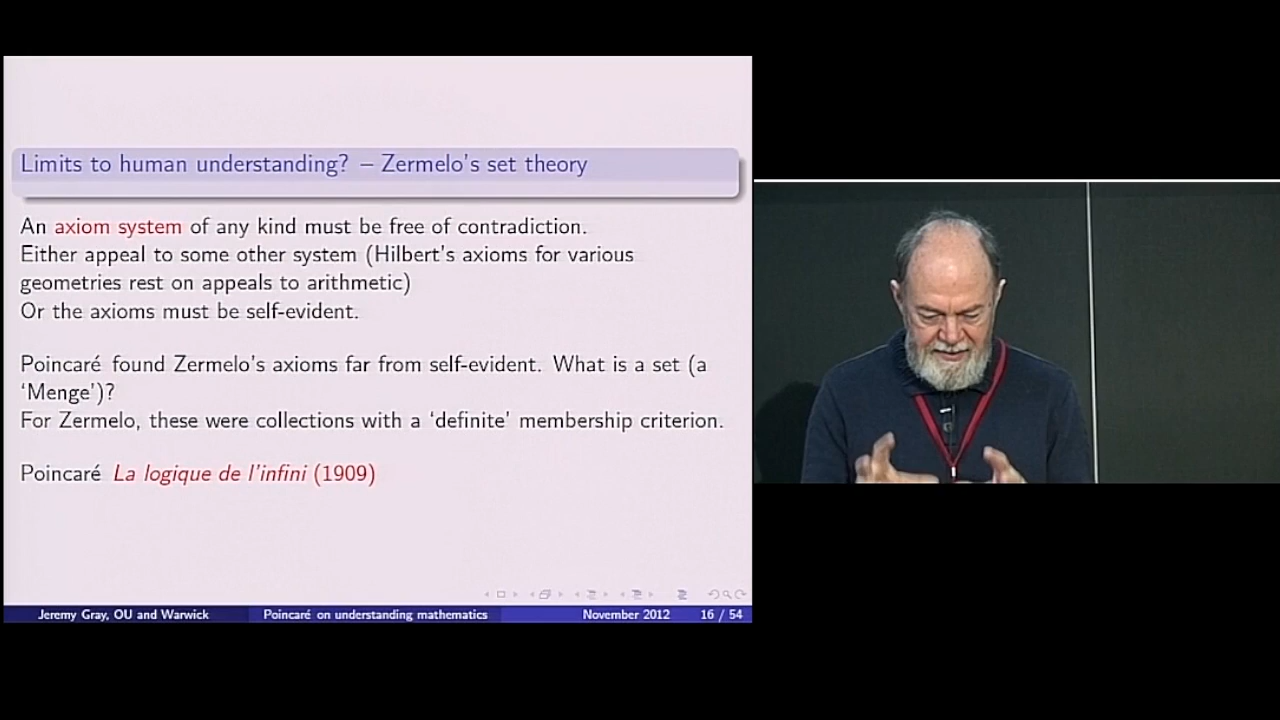 Limits to human understanding? – Zermelo's set theory
An axiom system of any kind must be free of contradiction.
Either appeal to some other system (Hilbert's axioms for various
geometries rest on appeals to arithmetic)
Or the axioms must be self-evident.
Poincaré found Zermelo's axioms far from self-evident. What is a set (a
‘Menge’)?
For Zermelo, these were collections with a ‘definite’ membership criterion.
Poincaré La logique de l'infini (1909)
Jeremy Gray, OU and Warwick Poincaré on understanding mathematics November 2012 16 / 54